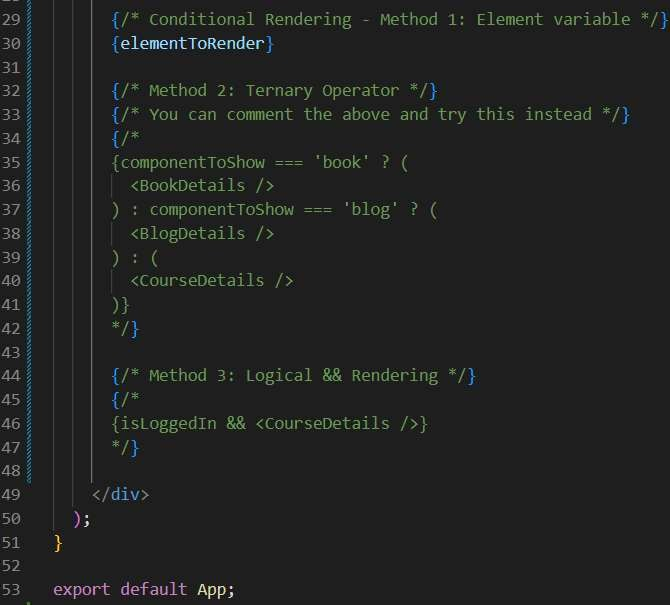 29 {/* Conditional Rendering - Method 1: Element variable */}
30 {elementToRender}
31
32 {/* Method 2: Ternary Operator */}
33 {/* You can comment the above and try this instead */}
34 {/*
35 {componentToShow === 'book' ? (
36 <BookDetails />
37 ) : componentToShow === 'blog' ? (
38 <BlogDetails />
39 ) : (
40 <CourseDetails />
41 )}
42 */}
43
44 {/* Method 3: Logical && Rendering */}
45 {/*
46 {isLoggedIn && <CourseDetails />}
47 */}
48
49 </div>
50 );
51 }
52
53 export default App;